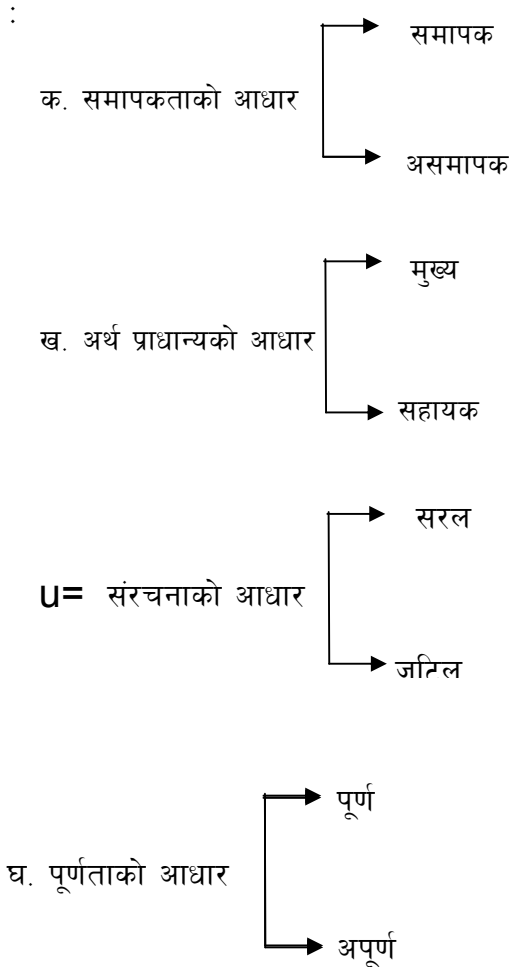 :
समापक
क. समापकताको आधार
असमापक
मुख्य
ख. अर्थ प्राधान्यको आधार
सहायक
सरल
u= संरचनाको आधार
जटिल
पूर्ण
घ. पूर्णताको आधार
अपूर्ण